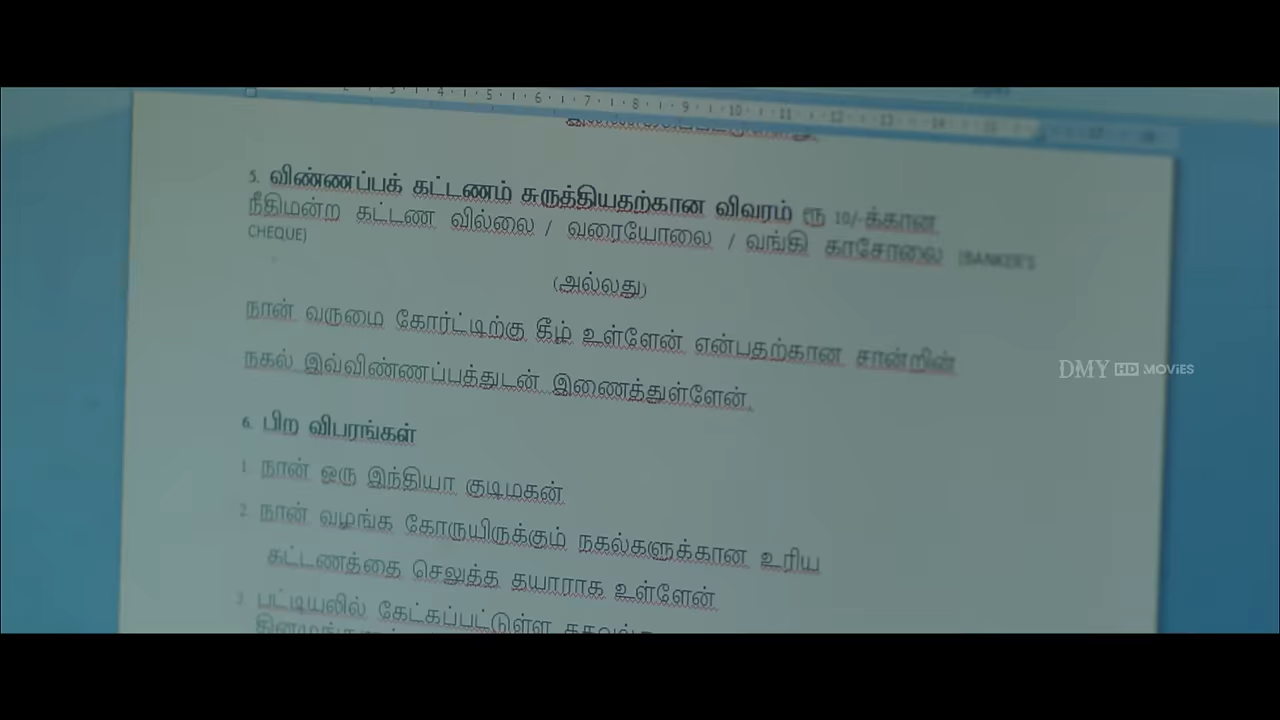 5. விண்ணப்பக் கட்டணம் சுருத்தியதற்கான விவரம் ரூ 10/-க்கான
நீதிமன்ற கட்டண வில்லை / வரையோலை / வங்கி காசோலை (BANKER'S
CHEQUE)
(அல்லது)
நான் வருமை கோர்ட்டிற்கு கீழ் உள்ளேன் என்பதற்கான சான்றின்
நகல் இவ்விண்ணப்பத்துடன் இணைத்துள்ளேன்.
DMY HD MOVIES
6. பிற விபரங்கள்
1. நான் ஒரு இந்தியா குடிமகன்
2. நான் வழங்க கோருயிருக்கும் நகல்களுக்கான உரிய
கட்டணத்தை செலுத்த தயாராக உள்ளேன்
3. பட்டியலில் கேட்கப்பட்டுள்ள